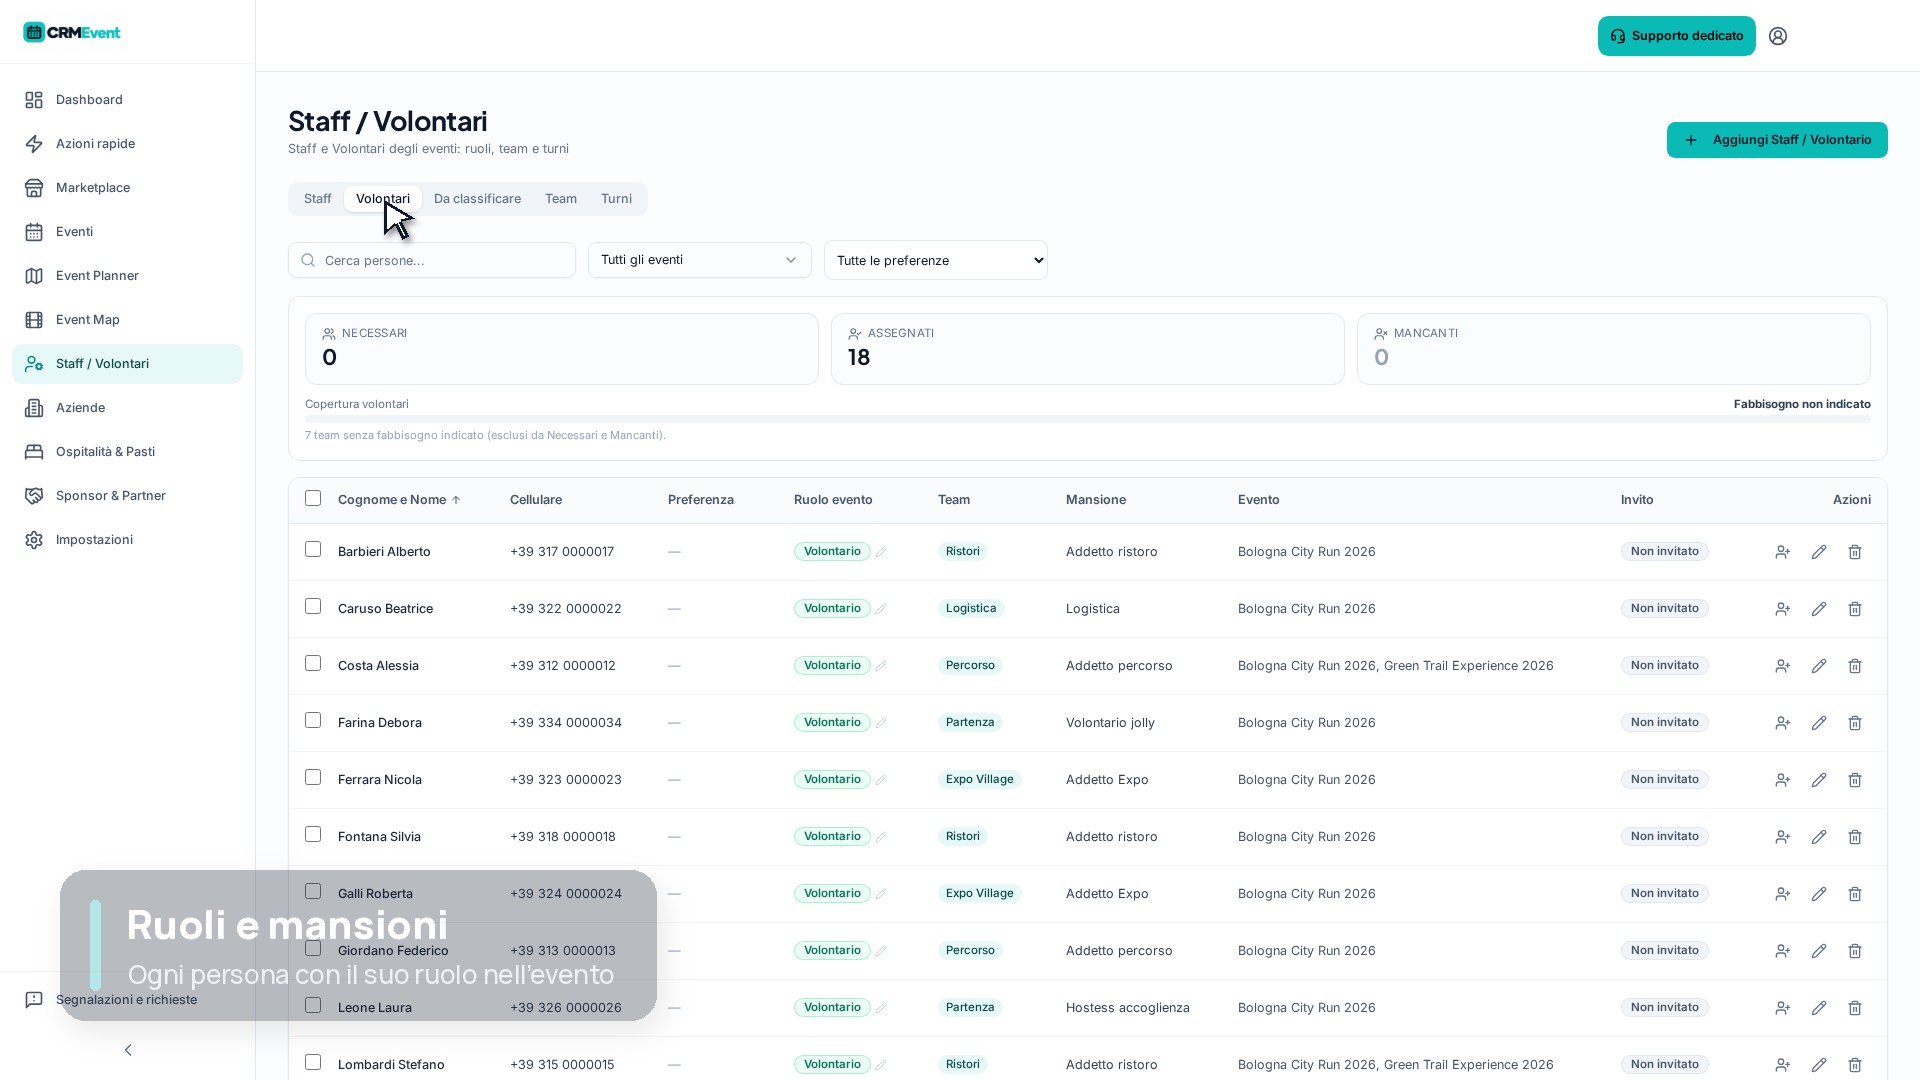 CRMEvent
Supporto dedicato
Dashboard
Azioni rapide
Marketplace
Eventi
Event Planner
Event Map
Staff / Volontari
Aziende
Ospitalità & Pasti
Sponsor & Partner
Impostazioni
Segnalazioni e richieste
Staff / Volontari
Staff e Volontari degli eventi: ruoli, team e turni
Aggiungi Staff / Volontario
Staff Volontari Da classificare Team Turni
Cerca persone... Tutti gli eventi Tutte le preferenze
NECESSARI ASSEGNATI MANCANTI
0 18 0
Copertura volontari Fabbisogno non indicato
7 team senza fabbisogno indicato (esclusi da Necessari e Mancanti).
Cognome e Nome Cellulare Preferenza Ruolo evento Team Mansione Evento Invito Azioni
Barbieri Alberto +39 317 0000017 — Volontario Ristori Addetto ristoro Bologna City Run 2026 Non invitato
Caruso Beatrice +39 322 0000022 — Volontario Logistica Logistica Bologna City Run 2026 Non invitato
Costa Alessia +39 312 0000012 — Volontario Percorso Addetto percorso Bologna City Run 2026, Green Trail Experience 2026 Non invitato
Farina Debora +39 334 0000034 — Volontario Partenza Volontario jolly Bologna City Run 2026 Non invitato
Ferrara Nicola +39 323 0000023 — Volontario Expo Village Addetto Expo Bologna City Run 2026 Non invitato
Fontana Silvia +39 318 0000018 — Volontario Ristori Addetto ristoro Bologna City Run 2026 Non invitato
Galli Roberta +39 324 0000024 — Volontario Expo Village Addetto Expo Bologna City Run 2026 Non invitato
Giordano Federico +39 313 0000013 — Volontario Percorso Addetto percorso Bologna City Run 2026 Non invitato
Leone Laura +39 326 0000026 — Volontario Partenza Hostess accoglienza Bologna City Run 2026 Non invitato
Lombardi Stefano +39 315 0000015 — Volontario Ristori Addetto ristoro Bologna City Run 2026, Green Trail Experience 2026 Non invitato
Ruoli e mansioni
Ogni persona con il suo ruolo nell'evento